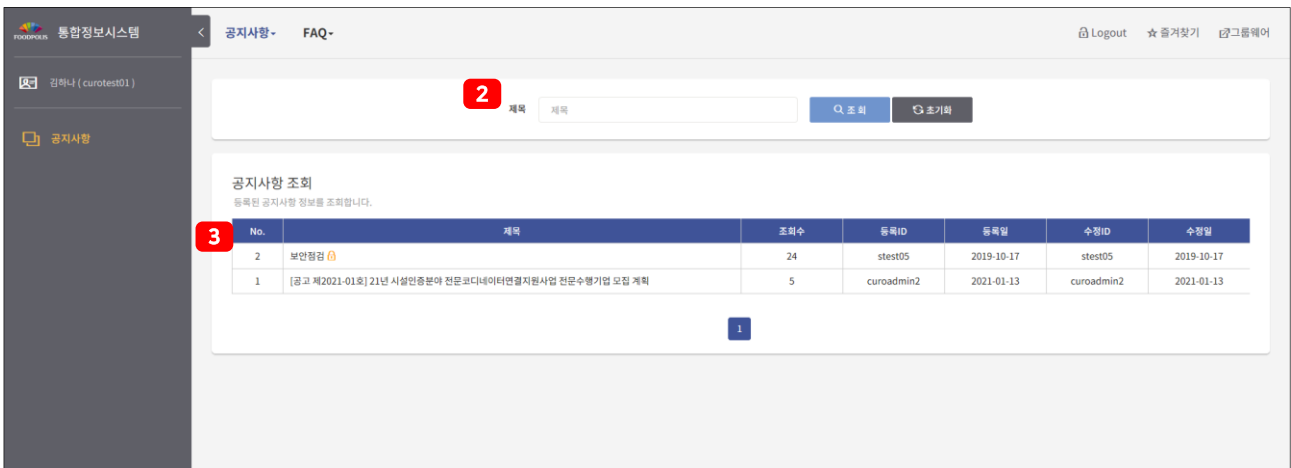 FOODPOLIS 통합정보시스템
공지사항 FAQ
Logout 즐겨찾기 그룹웨어
김하나 ( curotest01 )
공지사항
2
제목 제목 조 회 초기화
공지사항 조회
등록된 공지사항 정보를 조회합니다.
3
No. 제목 조회수 등록ID 등록일 수정ID 수정일
2 보안점검 24 stest05 2019-10-17 stest05 2019-10-17
1 [공고 제2021-01호] 21년 시설인증분야 전문코디네이터연결지원사업 전문수행기업 모집 계획 5 curoadmin2 2021-01-13 curoadmin2 2021-01-13
1